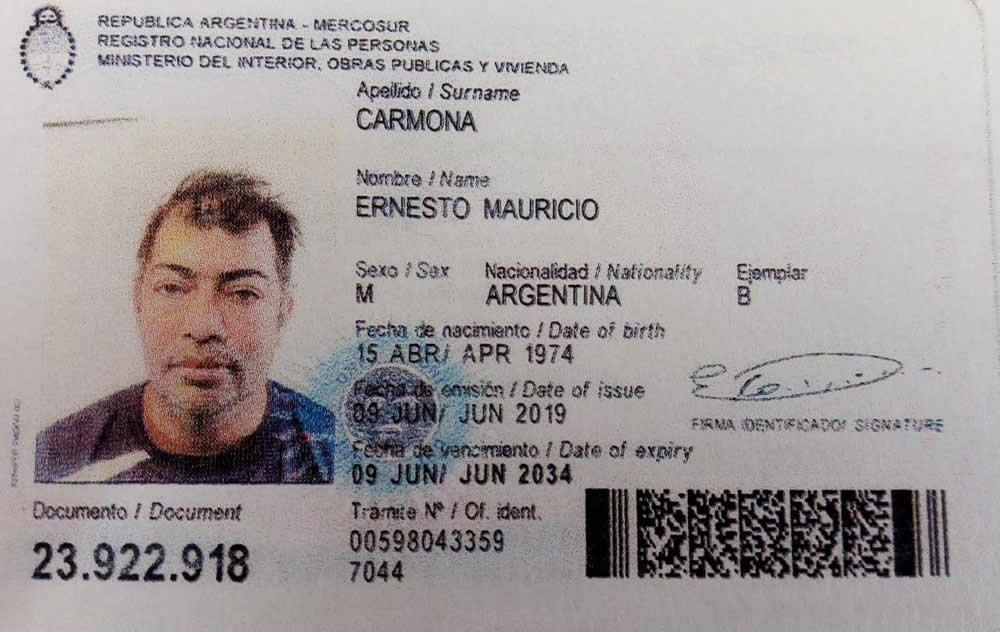 REPUBLICA ARGENTINA - MERCOSUR
REGISTRO NACIONAL DE LAS PERSONAS
MINISTERIO DEL INTERIOR, OBRAS PUBLICAS Y VIVIENDA
Apellido / Surname
CARMONA
Nombre / Name
ERNESTO MAURICIO
Sexo / Sex Nacionalidad / Nationality Ejemplar
M ARGENTINA B
Fecha de nacimiento / Date of birth
15 ABR/ APR 1974
Fecha de emisión / Date of issue
09 JUN/ JUN 2019
FIRMA IDENTIFICADO/ SIGNATURE
Fecha de vencimiento / Date of expiry
09 JUN/ JUN 2034
Documento / Document
23.922.918
Trámite Nº / Of. ident.
00598043359
7044